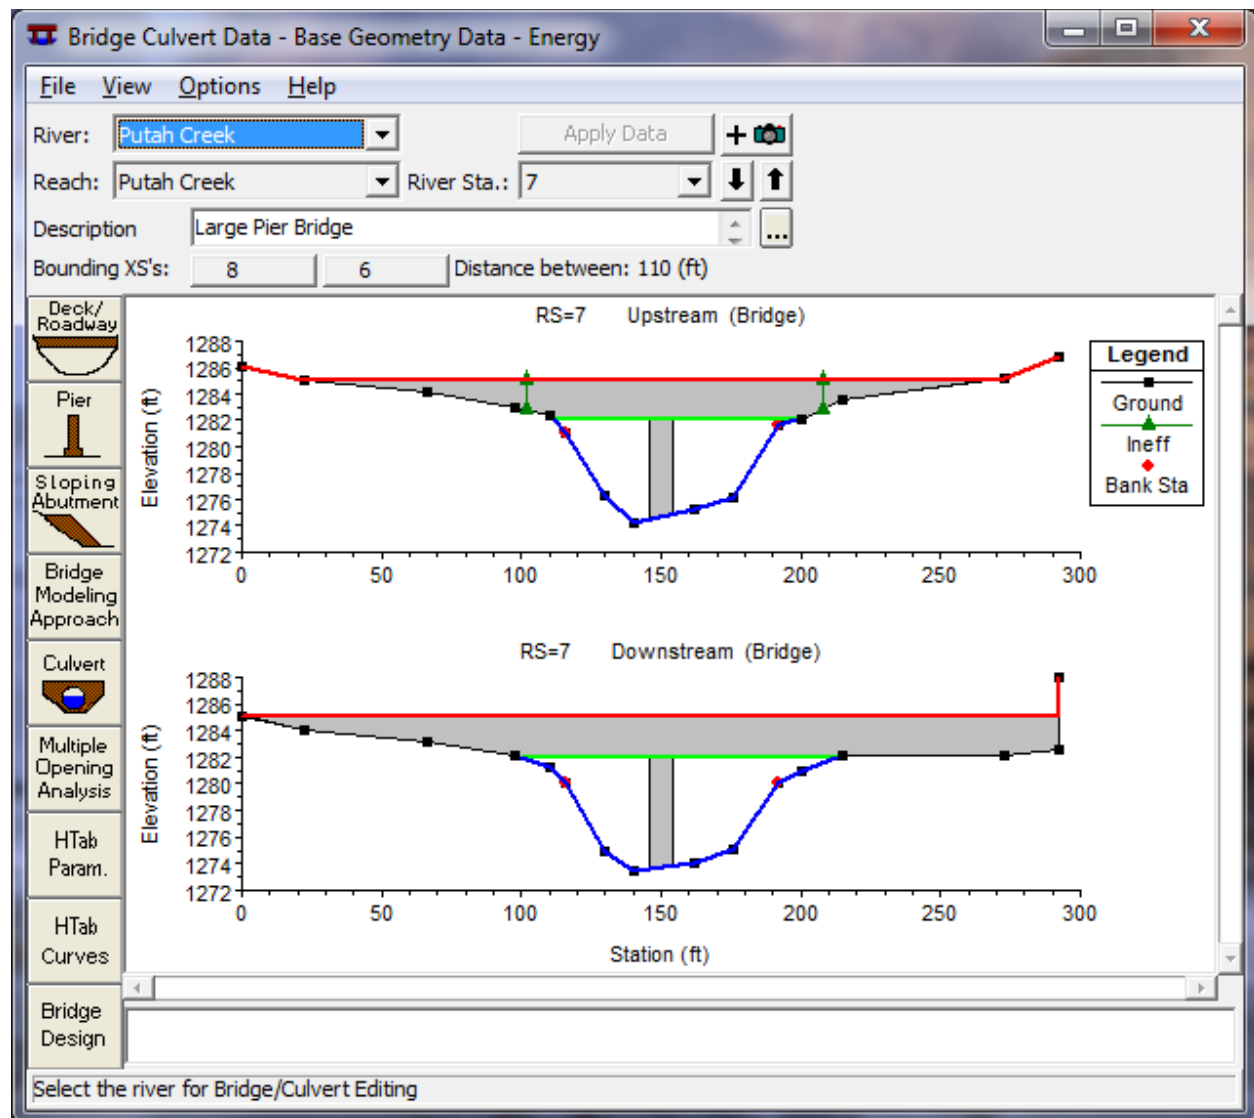 Bridge Culvert Data - Base Geometry Data - Energy
File View Options Help
River: Putah Creek Apply Data +
Reach: Putah Creek River Sta.: 7
Description Large Pier Bridge ...
Bounding XS's: 8 6 Distance between: 110 (ft)
Deck/
Roadway
Pier
Sloping
Abutment
Bridge
Modeling
Approach
Culvert
Multiple
Opening
Analysis
HTab
Param.
HTab
Curves
Bridge
Design
RS=7 Upstream (Bridge)
Elevation (ft)
1288
1286
1284
1282
1280
1278
1276
1274
1272
0 50 100 150 200 250 300
Legend
Ground
Ineff
Bank Sta
RS=7 Downstream (Bridge)
Elevation (ft)
1288
1286
1284
1282
1280
1278
1276
1274
1272
0 50 100 150 200 250 300
Station (ft)
Select the river for Bridge/Culvert Editing